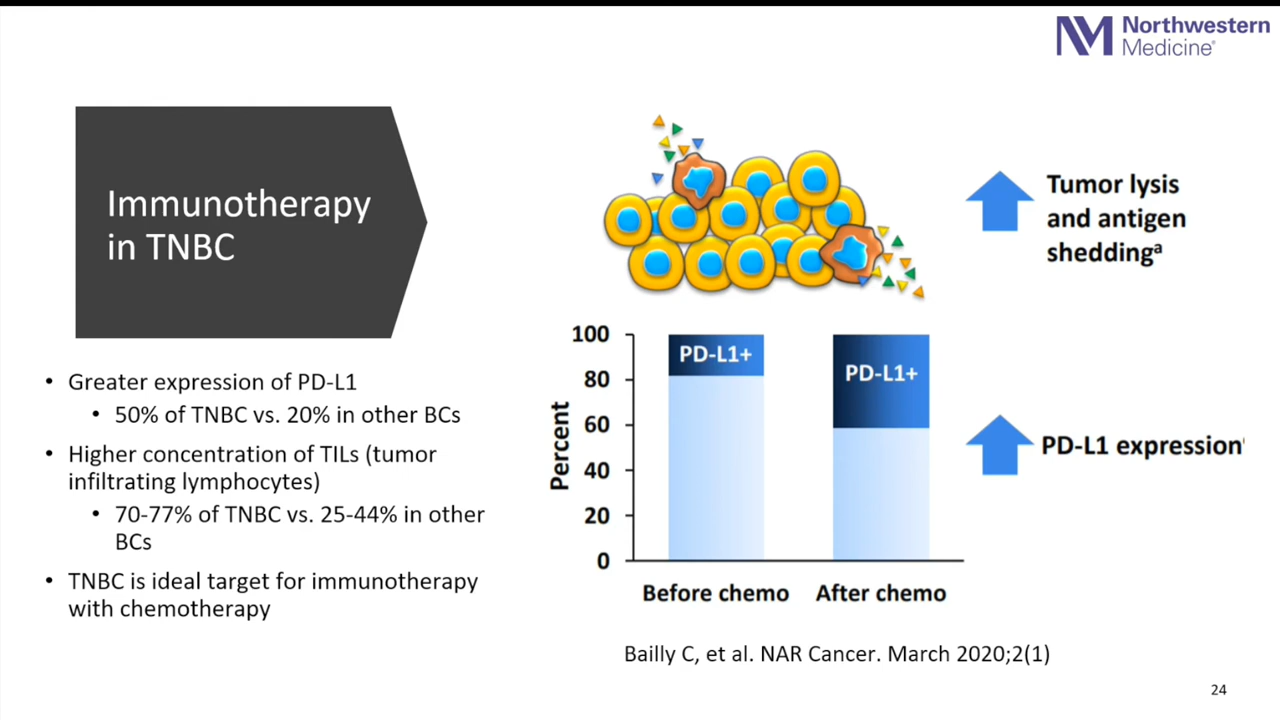 Northwestern
Medicine®
Immunotherapy
in TNBC
• Greater expression of PD-L1
• 50% of TNBC vs. 20% in other BCs
• Higher concentration of TILs (tumor
infiltrating lymphocytes)
• 70-77% of TNBC vs. 25-44% in other
BCs
• TNBC is ideal target for immunotherapy
with chemotherapy
Tumor lysis
and antigen
sheddingᵃ
Percent
100
80
60
40
20
0
PD-L1+
PD-L1+
Before chemo
After chemo
PD-L1 expression
Bailly C, et al. NAR Cancer. March 2020;2(1)
24